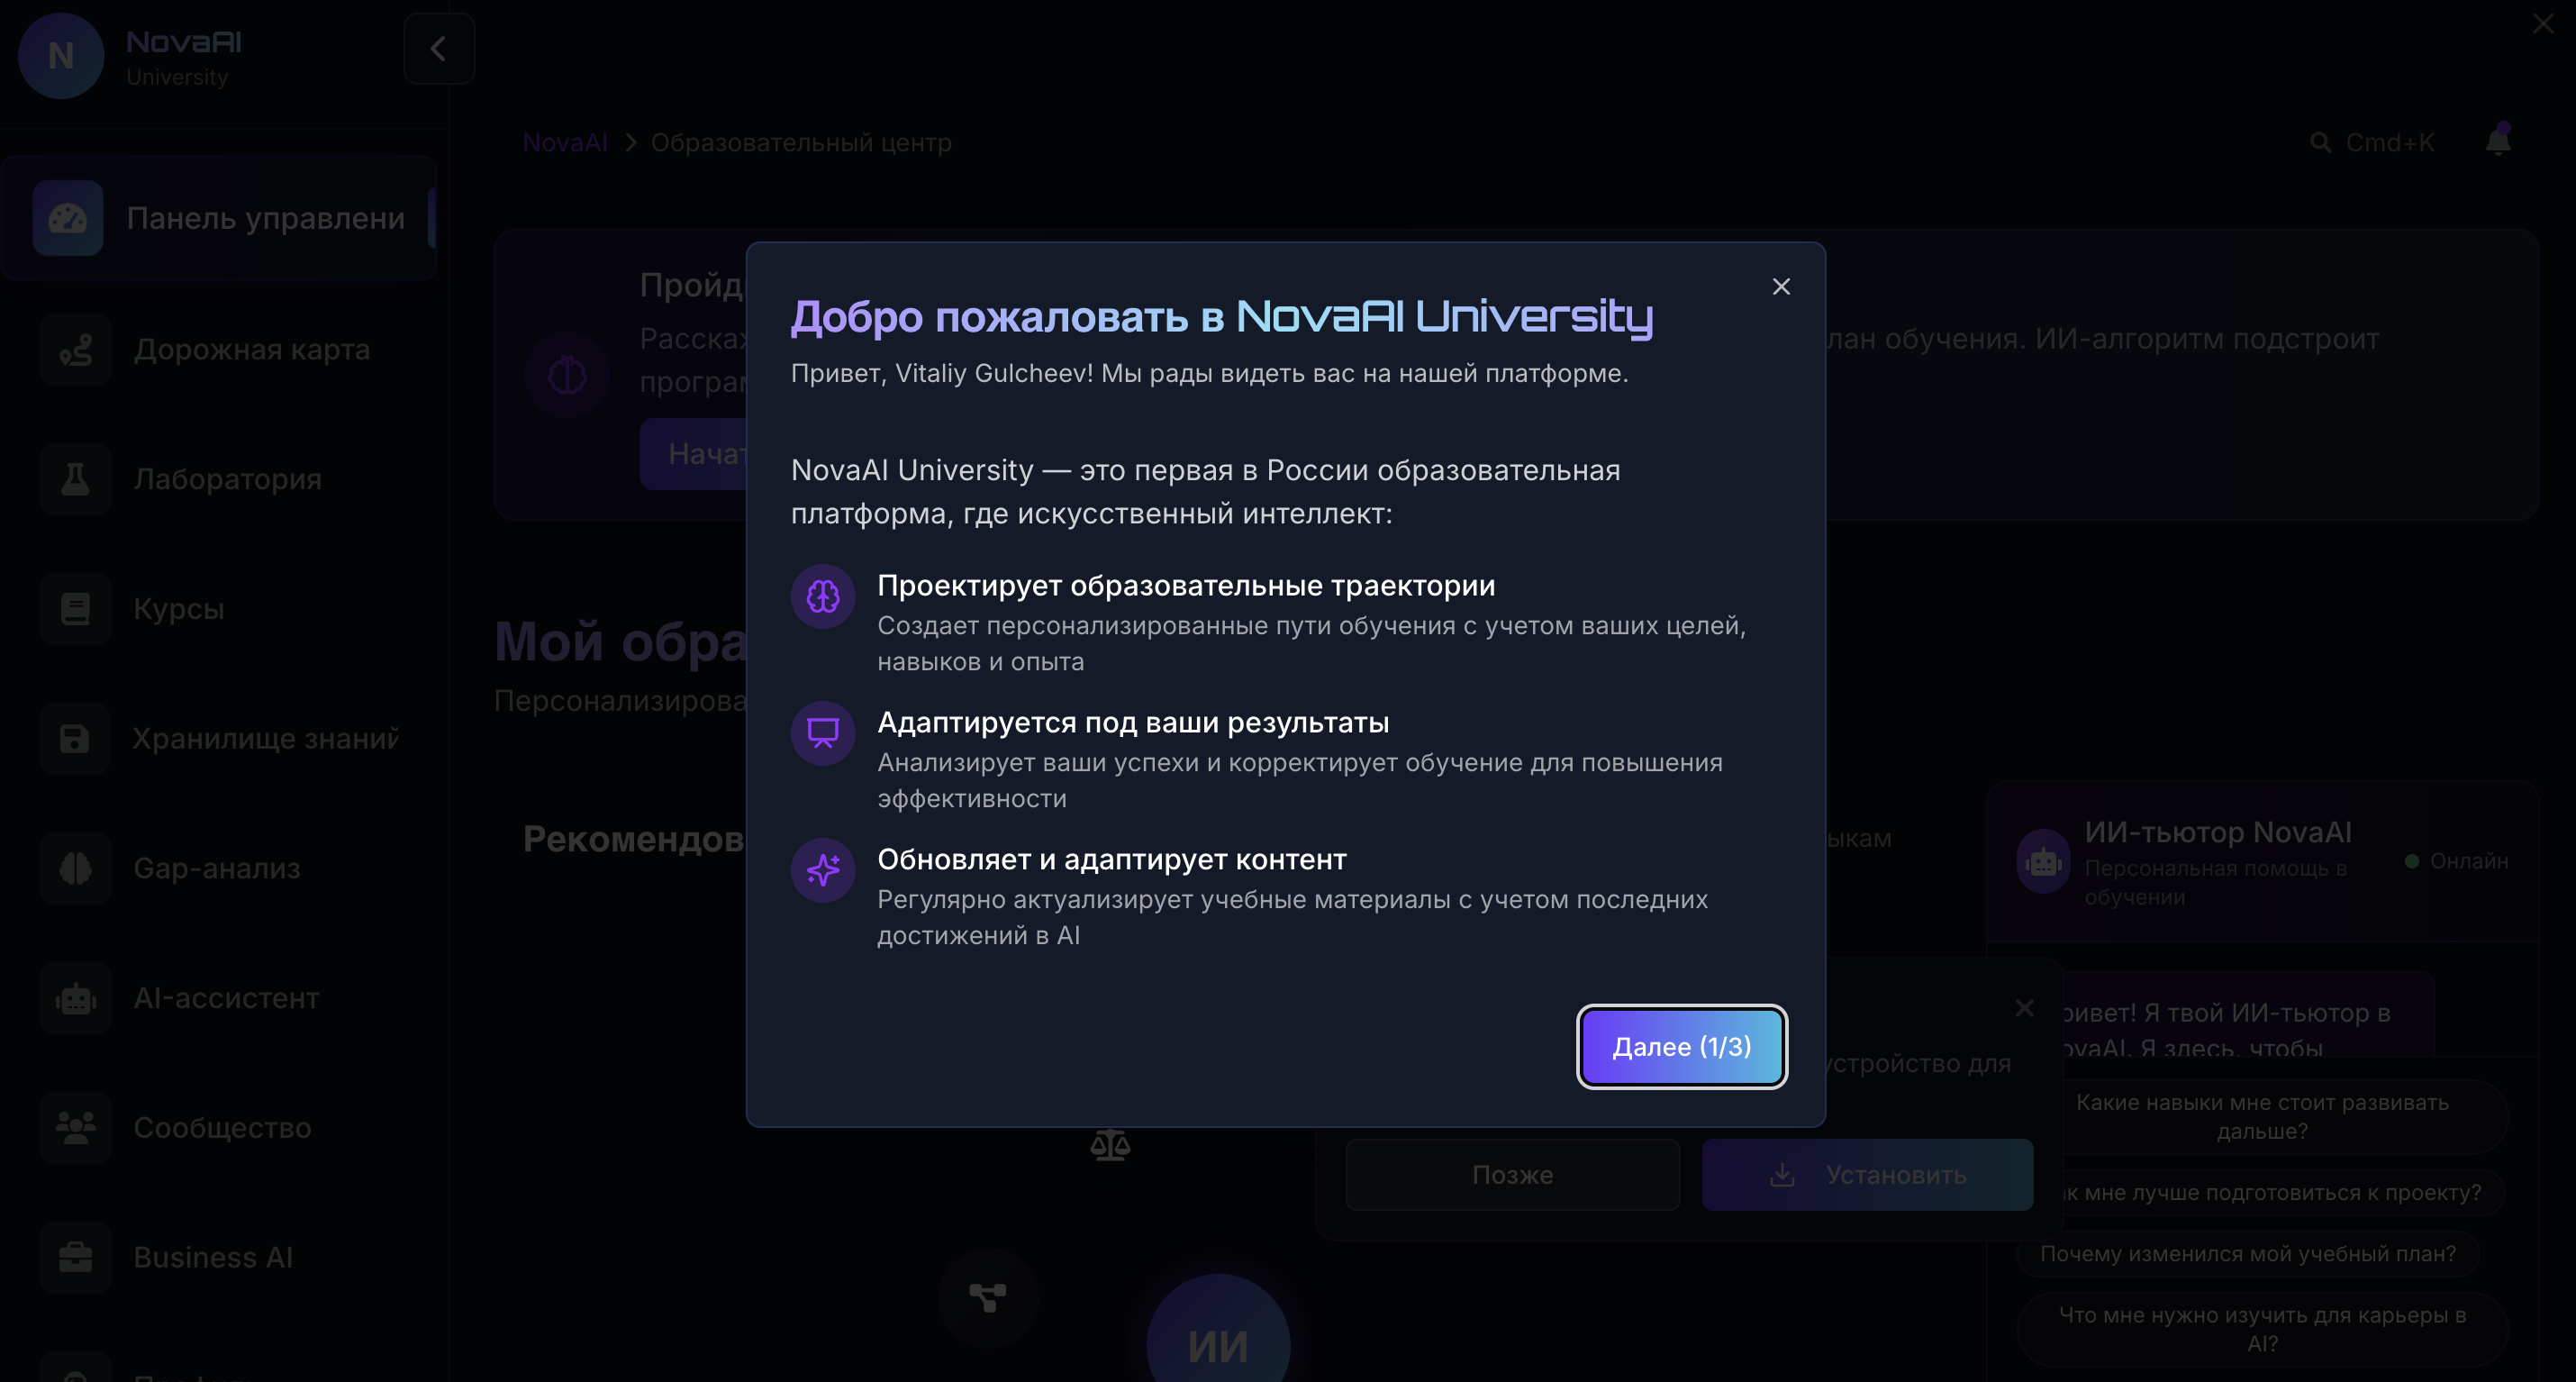 N
NovaAI
University
NovaAI
Образовательный центр
Cmd+K
Панель управлени
Дорожная карта
Лаборатория
Курсы
Хранилище знаний
Gap-анализ
AI-ассистент
Сообщество
Business AI
Расска
програм
Начат
лан обучения. ИИ-алгоритм подстроит
Мой обра
Персонализирова
Рекомендов
ыкам
Добро пожаловать в NovaAI University
Привет, Vitaliy Gulcheev! Мы рады видеть вас на нашей платформе.
NovaAI University — это первая в России образовательная
платформа, где искусственный интеллект:
Проектирует образовательные траектории
Создает персонализированные пути обучения с учетом ваших целей,
навыков и опыта
Адаптируется под ваши результаты
Анализирует ваши успехи и корректирует обучение для повышения
эффективности
Обновляет и адаптирует контент
Регулярно актуализирует учебные материалы с учетом последних
достижений в AI
Далее (1/3)
устройство для
Позже
Установить
ИИ
ИИ-тьютор NovaAI
Персональная помощь в
обучении
Онлайн
ривет! Я твой ИИ-тьютор в
ovaAI. Я здесь, чтобы
Какие навыки мне стоит развивать
дальше?
к мне лучше подготовиться к проекту?
Почему изменился мой учебный план?
Что мне нужно изучить для карьеры в
AI?